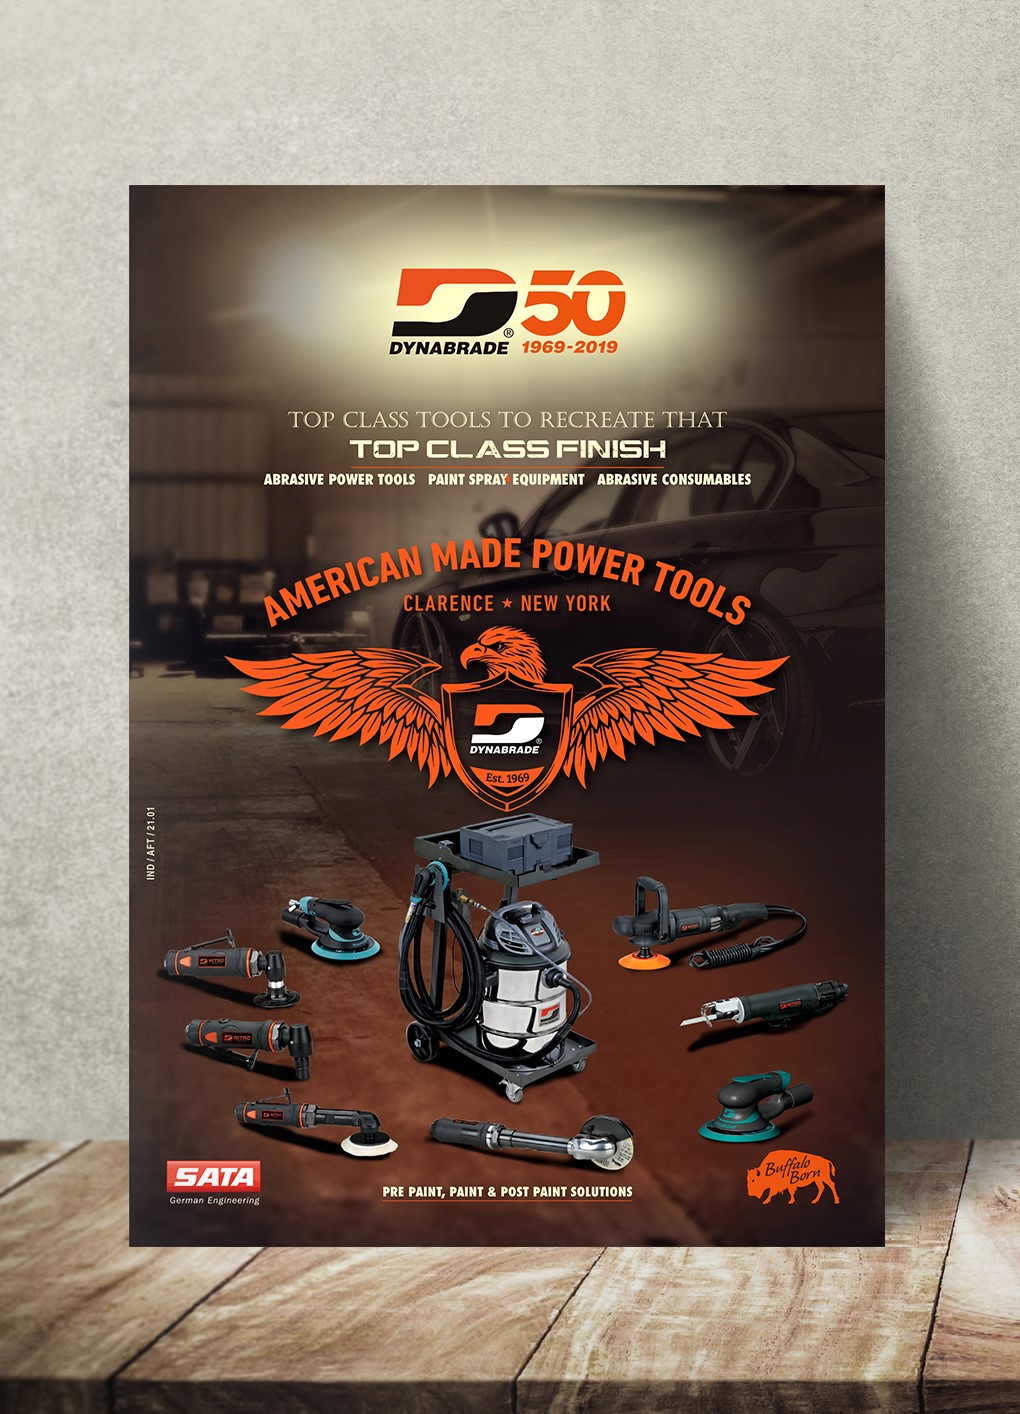 50
DYNABRADE®
1969-2019
TOP CLASS TOOLS TO RECREATE THAT
TOP CLASS FINISH
ABRASIVE POWER TOOLS PAINT SPRAY EQUIPMENT ABRASIVE CONSUMABLES
AMERICAN MADE POWER TOOLS
CLARENCE ★ NEW YORK
DYNABRADE®
Est. 1969
IND / AFT / 21.01
NITRO
NITRO
SATA
German Engineering
PRE PAINT, PAINT & POST PAINT SOLUTIONS
Buffalo
Born